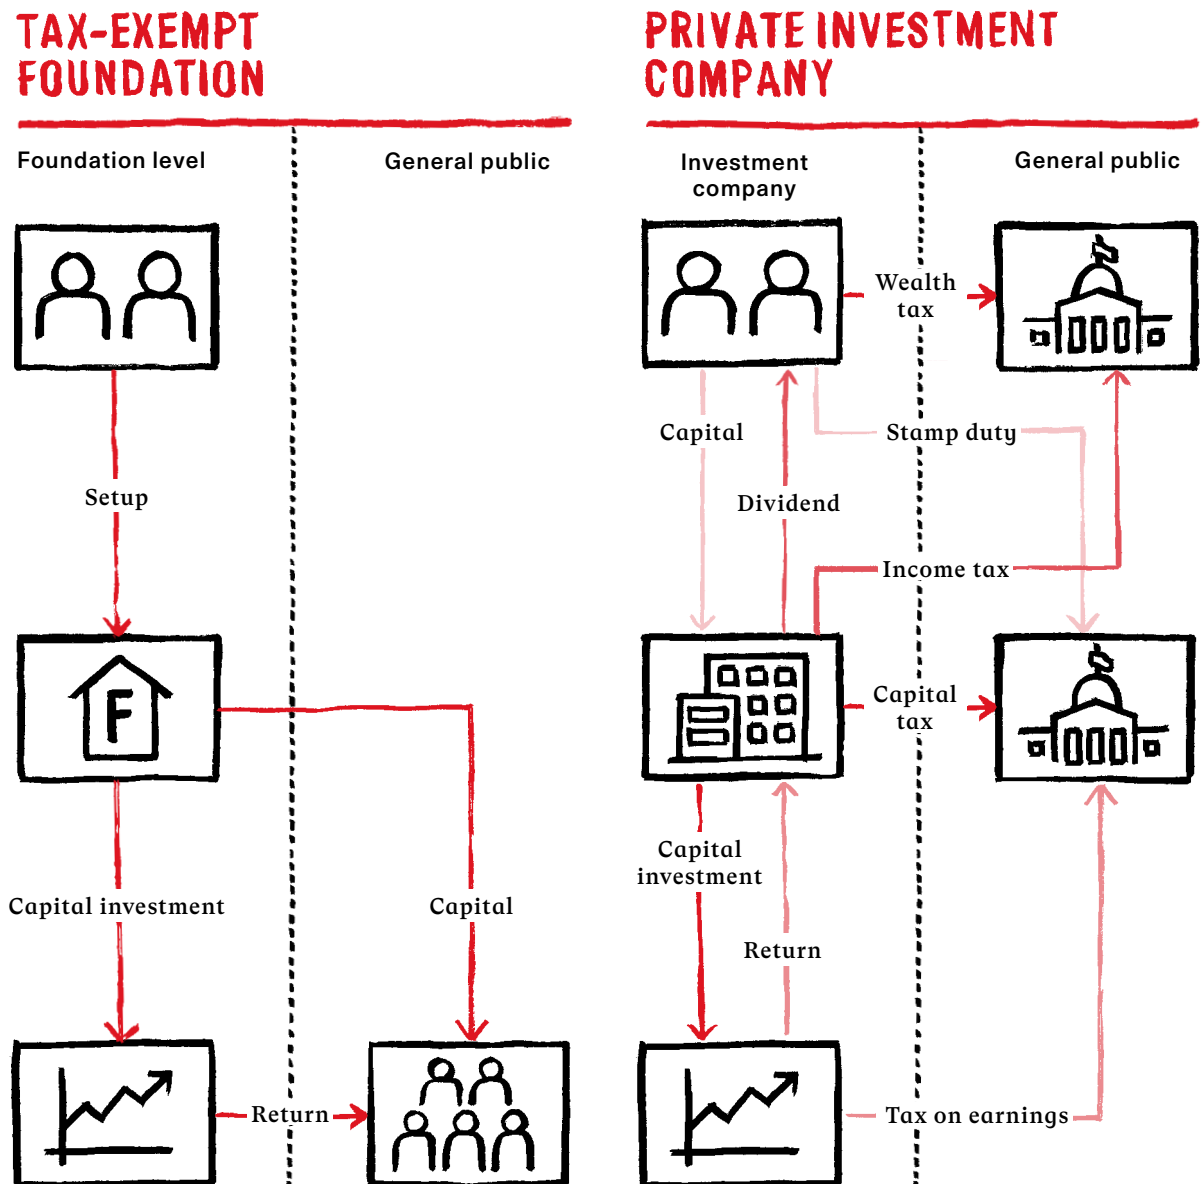 TAX-EXEMPT
FOUNDATION
Foundation level
General public
Setup
F
Capital investment
Capital
Return
PRIVATE INVESTMENT
COMPANY
Investment
company
General public
Wealth
tax
Capital
Stamp duty
Dividend
Income tax
Capital
tax
Capital
investment
Return
Tax on earnings